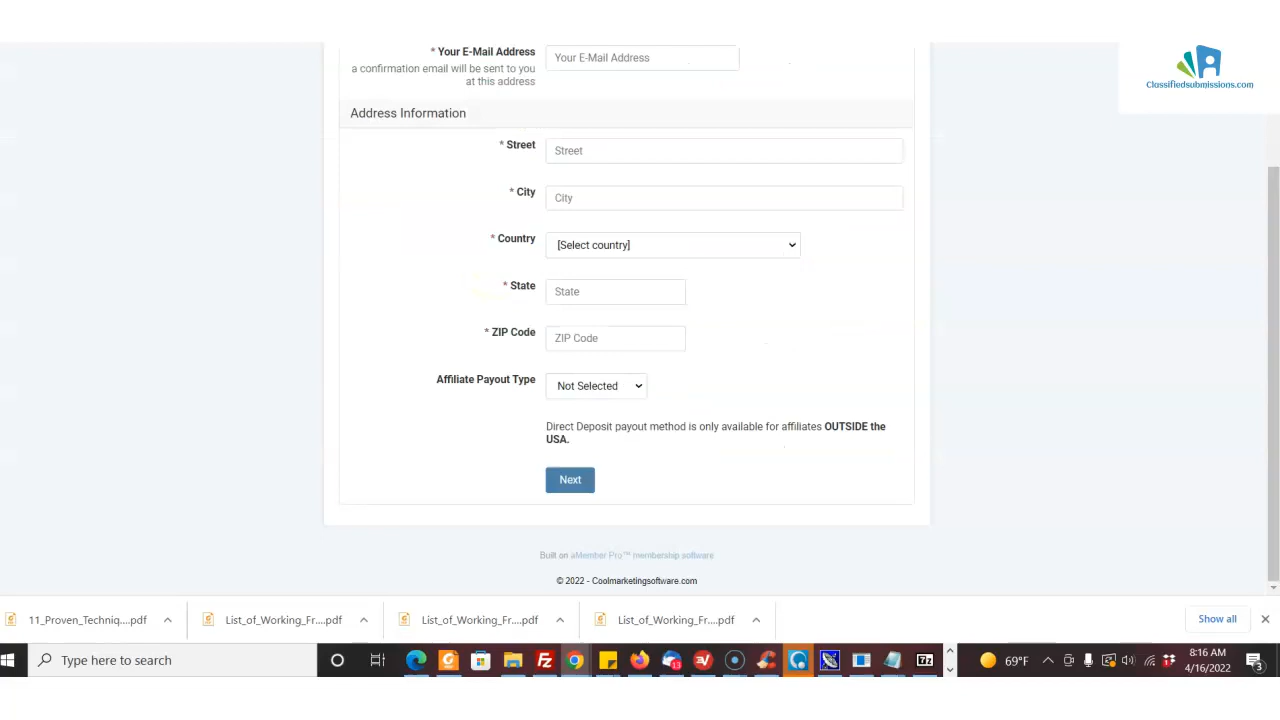 * Your E-Mail Address
Your E-Mail Address
a confirmation email will be sent to you
at this address
Classifiedsubmissions.com
Address Information
* Street
Street
* City
City
* Country
[Select country]
* State
State
* ZIP Code
ZIP Code
Affiliate Payout Type
Not Selected
Direct Deposit payout method is only available for affiliates OUTSIDE the
USA.
Next
Built on aMember Pro™ membership software
© 2022 - Coolmarketingsoftware.com
11_Proven_Techniq....pdf
List_of_Working_Fr....pdf
List_of_Working_Fr....pdf
List_of_Working_Fr....pdf
Show all
Type here to search
69°F
8:16 AM
4/16/2022